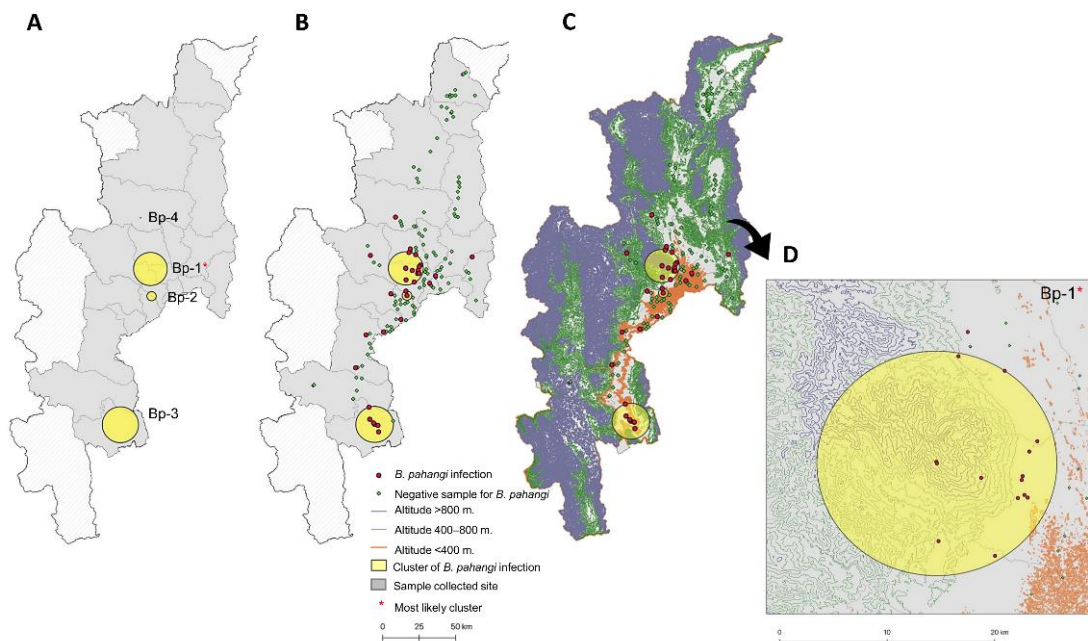 A
B
C
Bp-4
Bp-1*
Bp-2
Bp-3
D
Bp-1*
B. pahangi infection
Negative sample for B. pahangi
Altitude >800 m.
Altitude 400–800 m.
Altitude <400 m.
Cluster of B. pahangi infection
Sample collected site
* Most likely cluster
0 25 50 km
0 10 20 km